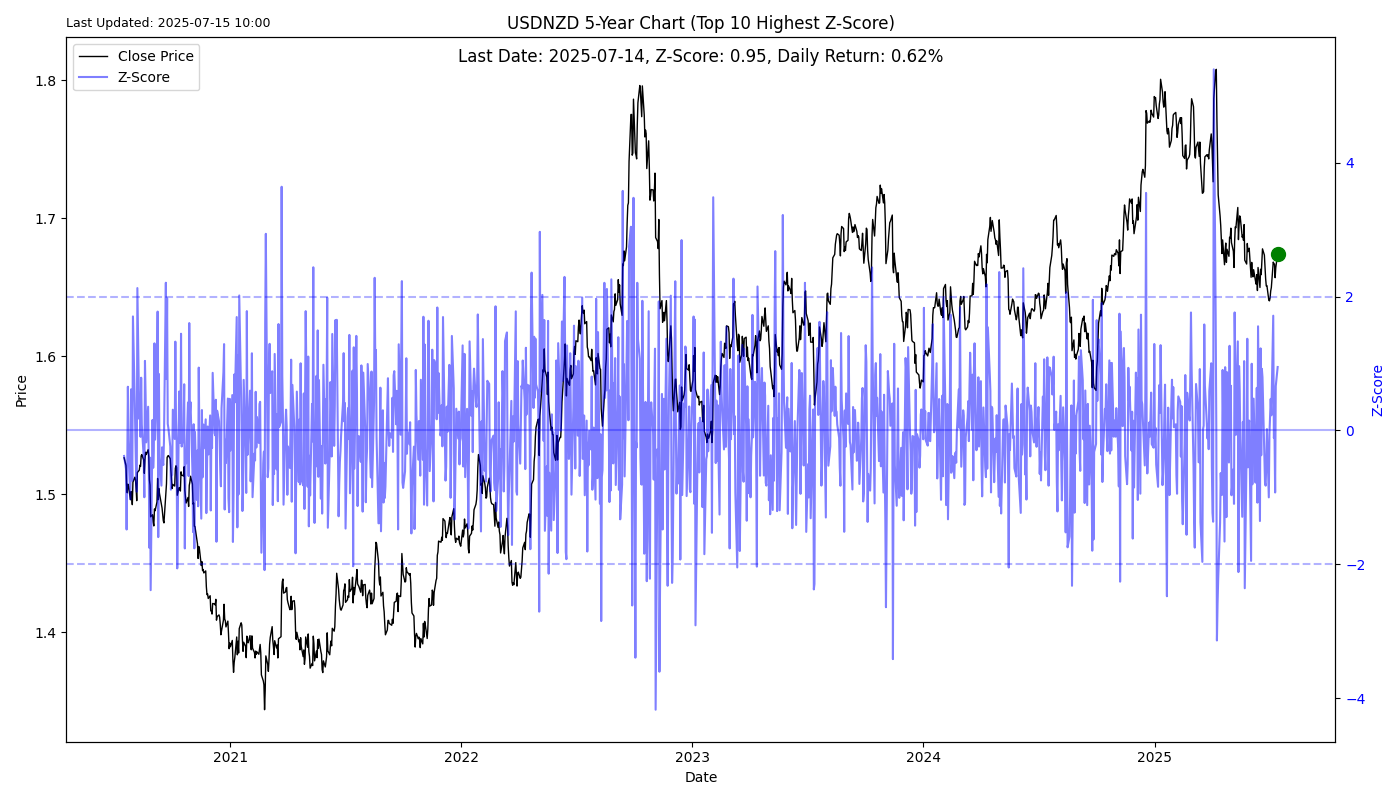 Last Updated: 2025-07-15 10:00
USDNZD 5-Year Chart (Top 10 Highest Z-Score)
Last Date: 2025-07-14, Z-Score: 0.95, Daily Return: 0.62%
Close Price
Z-Score
1.8
1.7
1.6
1.5
1.4
Price
4
2
0
−2
−4
Z-Score
2021
2022
2023
2024
2025
Date